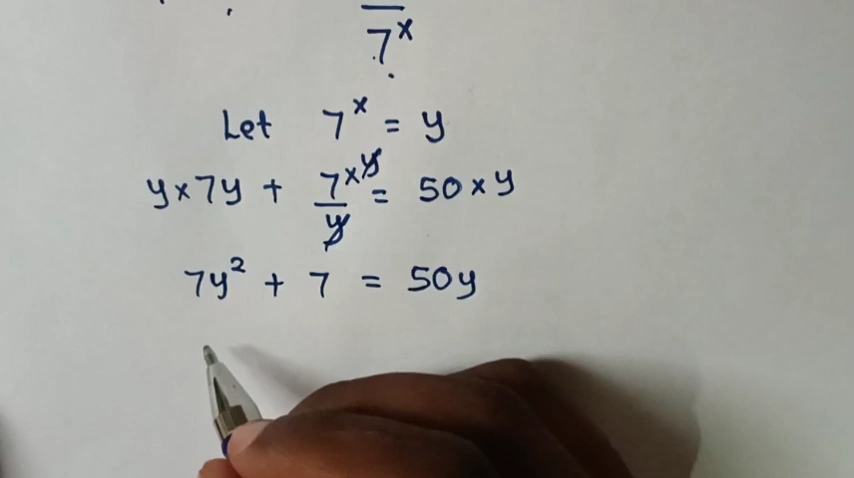 7^x
Let 7^x = y
y × 7y + 7 × y / y = 50 × y
7y² + 7 = 50y